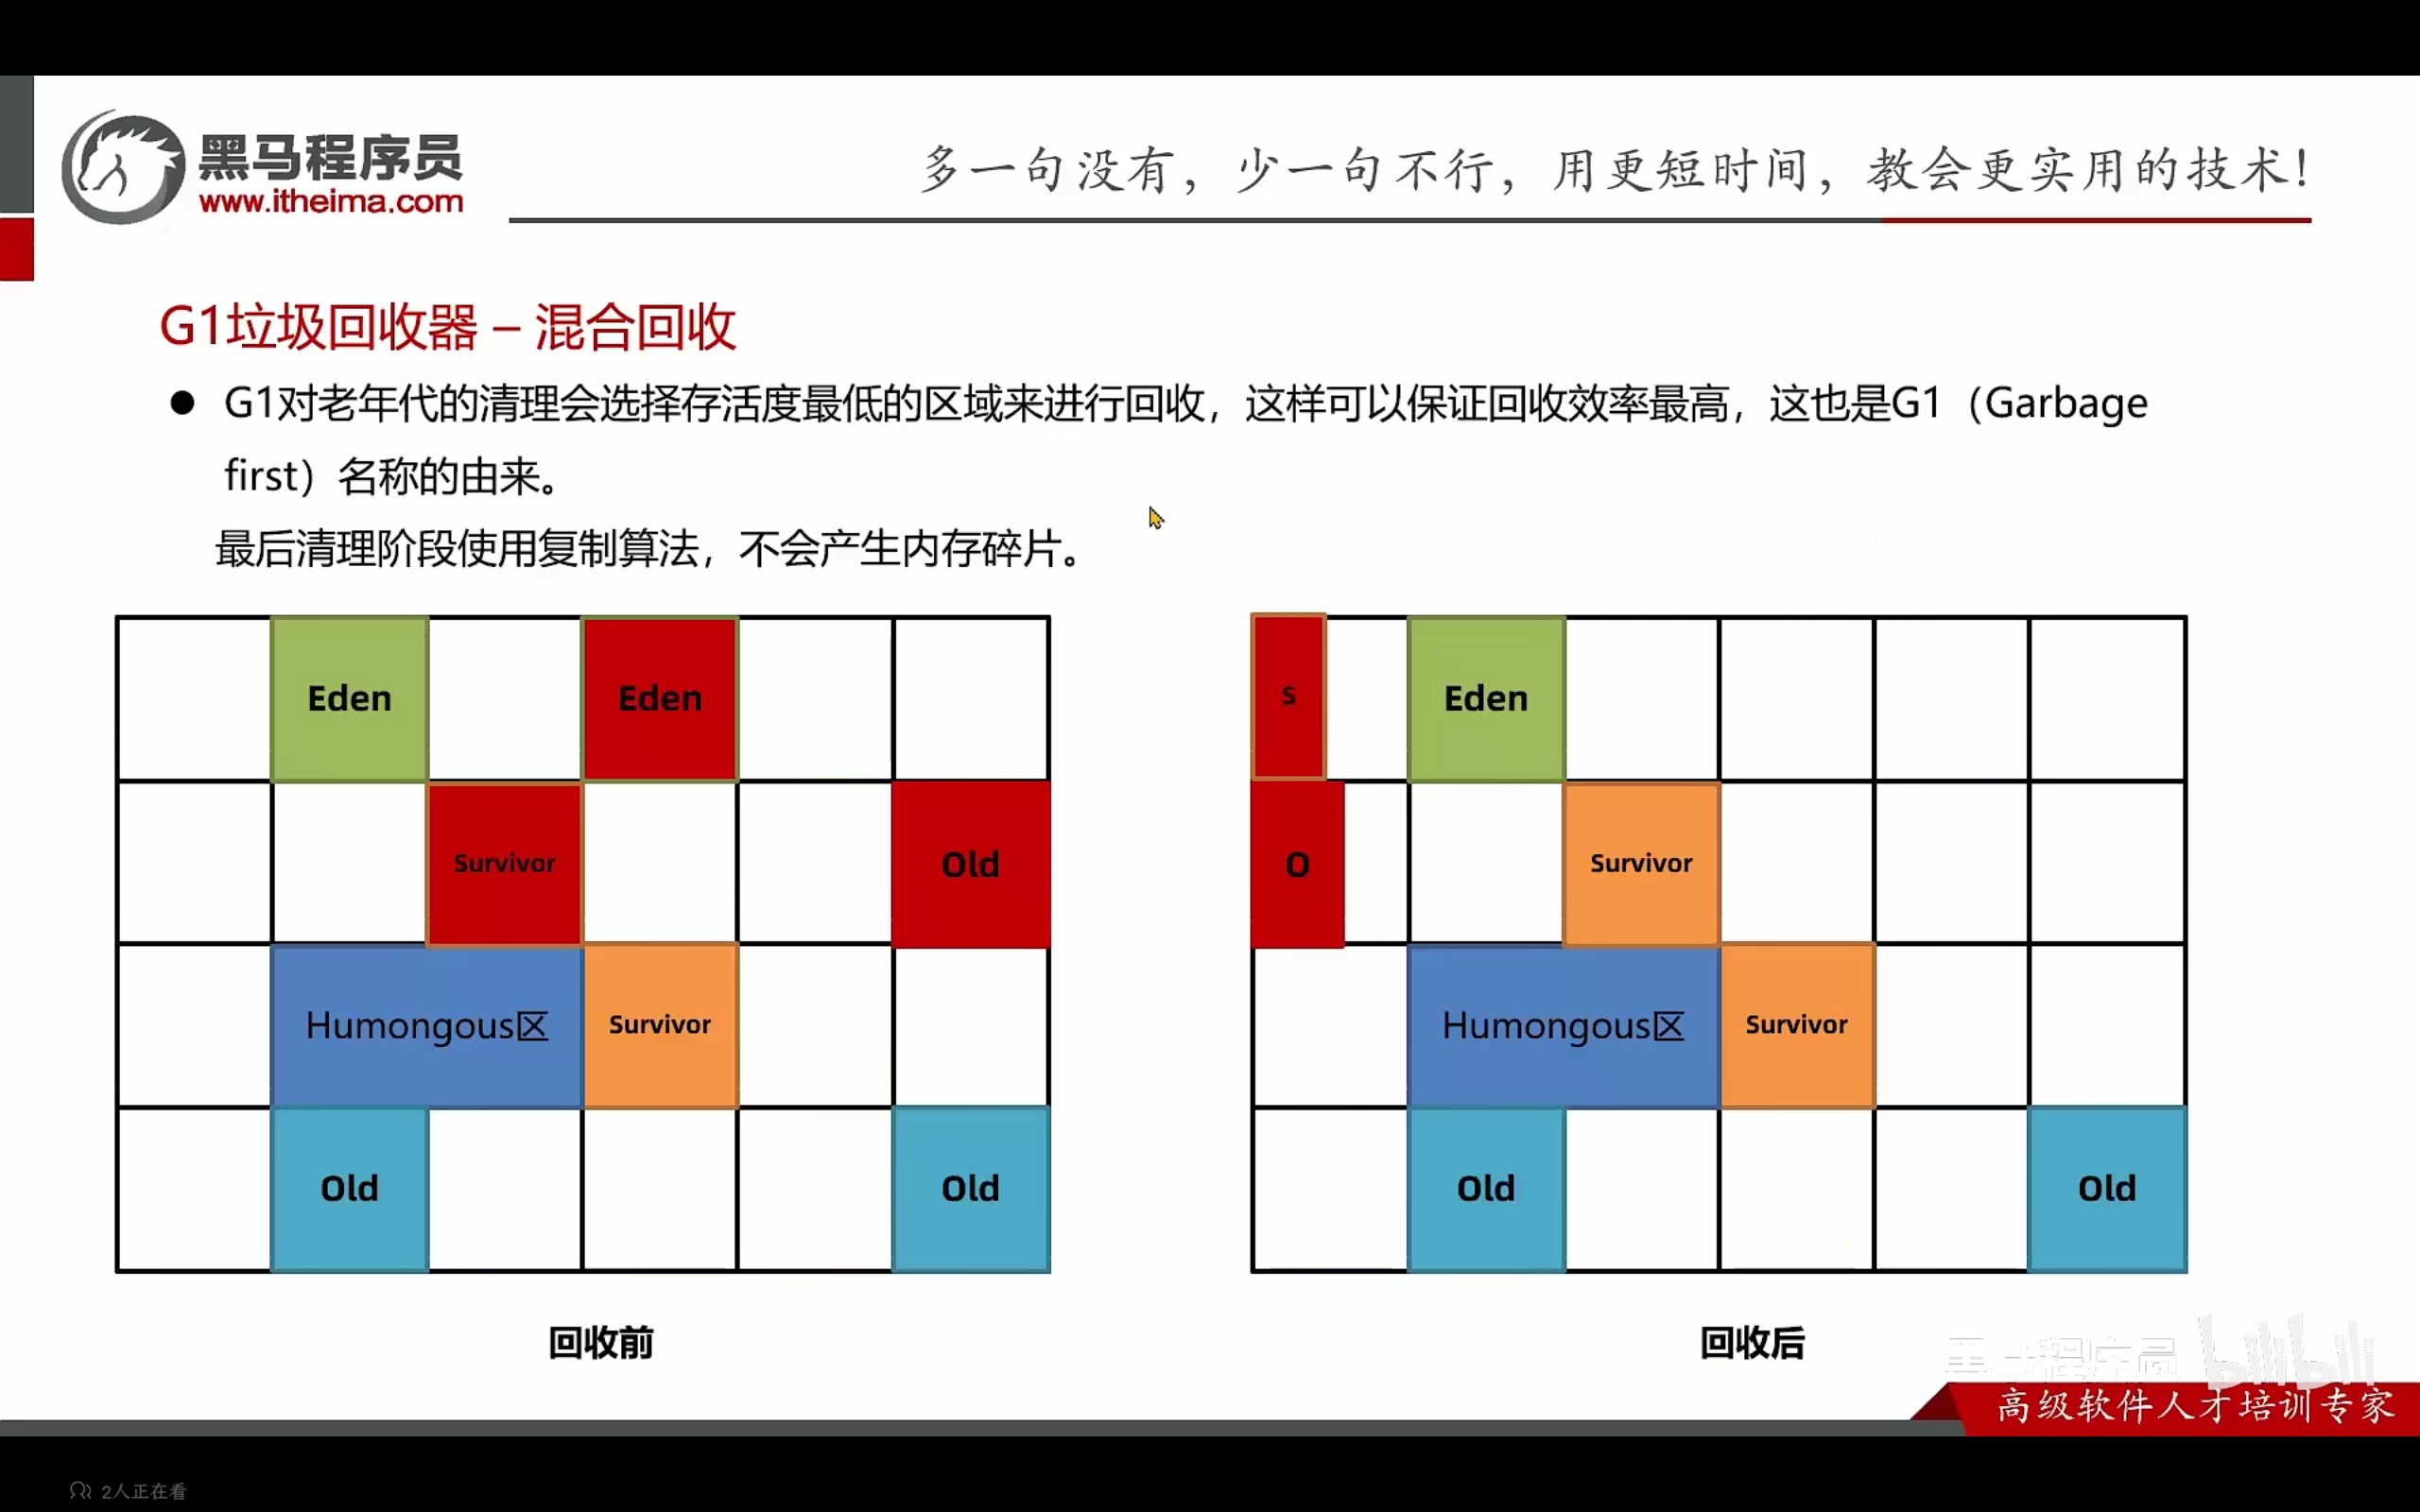 黑马程序员
www.itheima.com
多一句没有，少一句不行，用更短时间，教会更实用的技术！
G1垃圾回收器 – 混合回收
● G1对老年代的清理会选择存活度最低的区域来进行回收，这样可以保证回收效率最高，这也是G1（Garbage
first）名称的由来。
最后清理阶段使用复制算法，不会产生内存碎片。
Eden
Eden
Survivor
Old
Humongous区
Survivor
Old
Old
回收前
S
Eden
O
Survivor
Humongous区
Survivor
Old
Old
回收后
黑马程序员 bilibili
高级软件人才培训专家
2人正在看